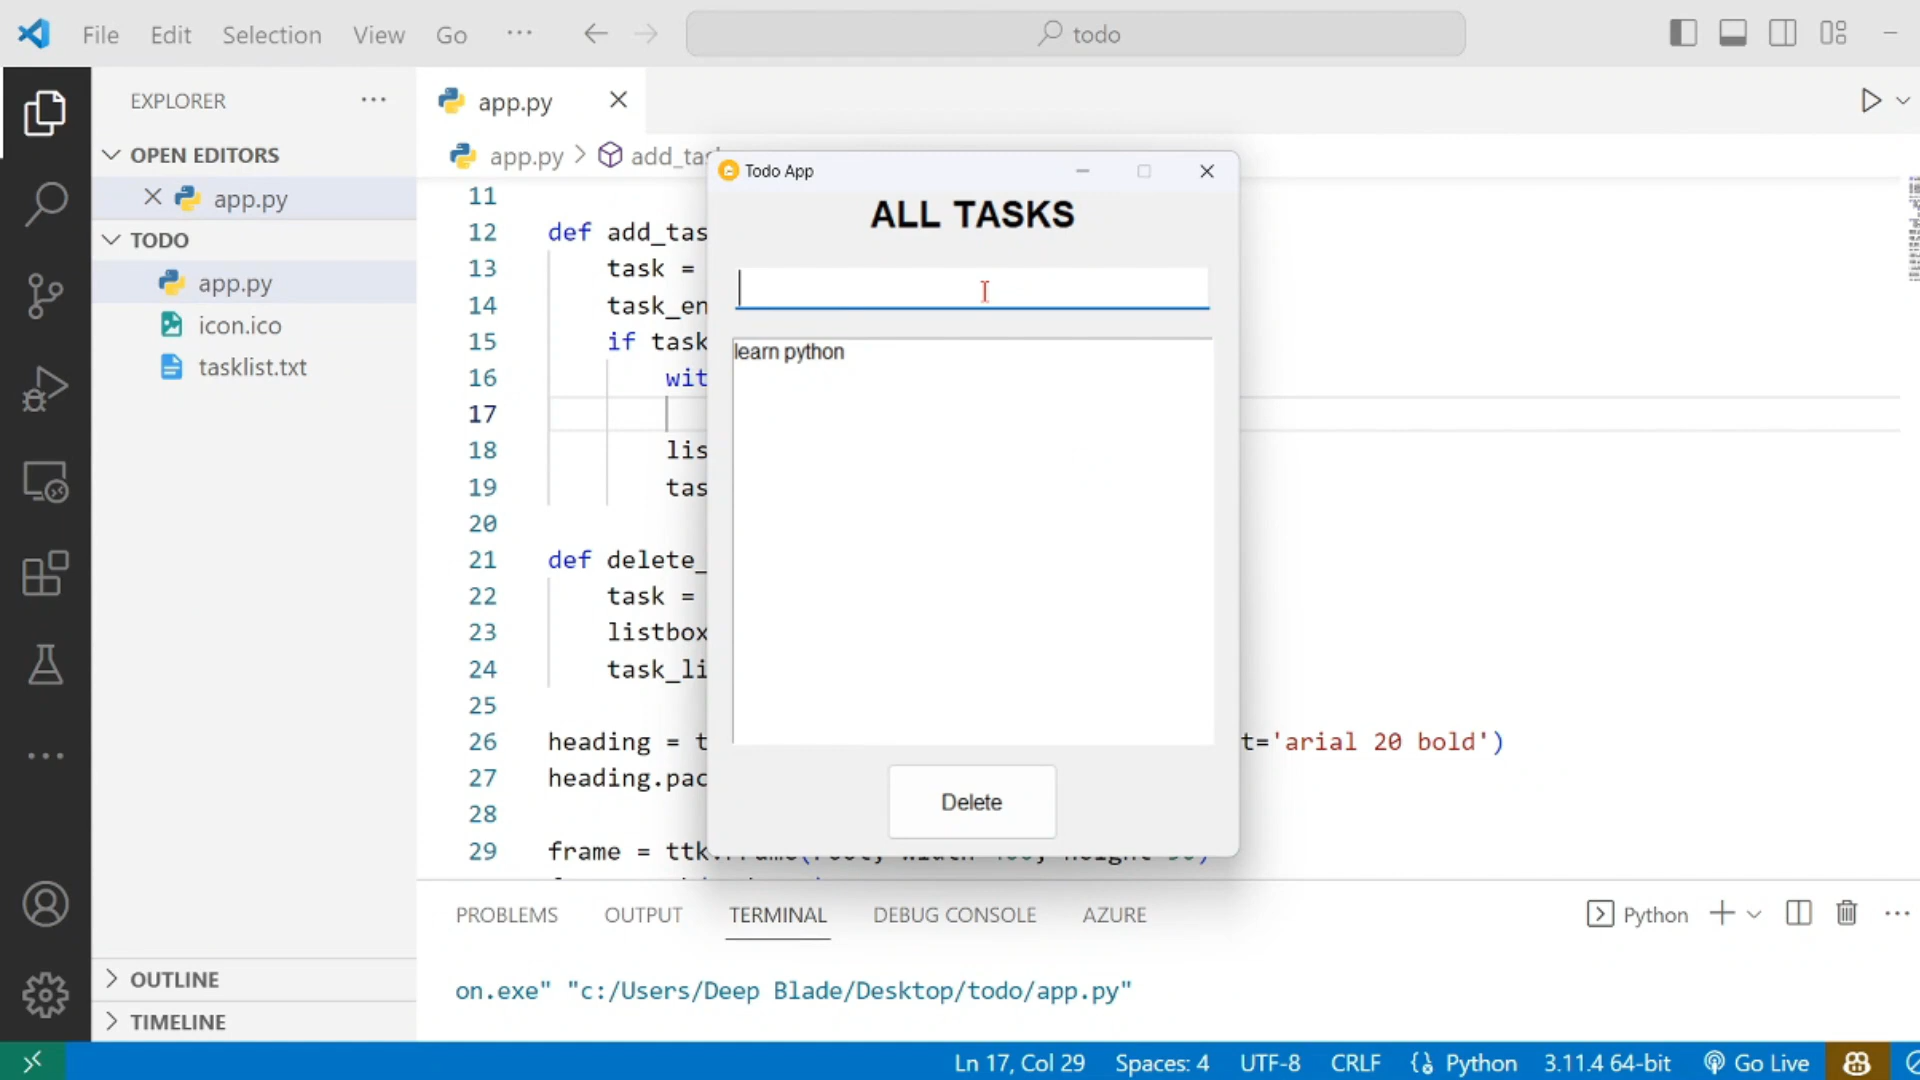 File Edit Selection View Go ··· todo
EXPLORER ···
OPEN EDITORS
app.py
TODO
app.py
icon.ico
tasklist.txt
OUTLINE
TIMELINE
app.py
app.py > add_tas
11
12 def add_tas
13 task =
14 task_en
15 if task
16 wit
17
18 lis
19 tas
20
21 def delete_
22 task =
23 listbox
24 task_li
25
26 heading = t t='arial 20 bold')
27 heading.pac
28
29 frame = ttk
Todo App
ALL TASKS
learn python
Delete
PROBLEMS OUTPUT TERMINAL DEBUG CONSOLE AZURE
Python
on.exe" "c:/Users/Deep Blade/Desktop/todo/app.py"
Ln 17, Col 29 Spaces: 4 UTF-8 CRLF Python 3.11.4 64-bit Go Live